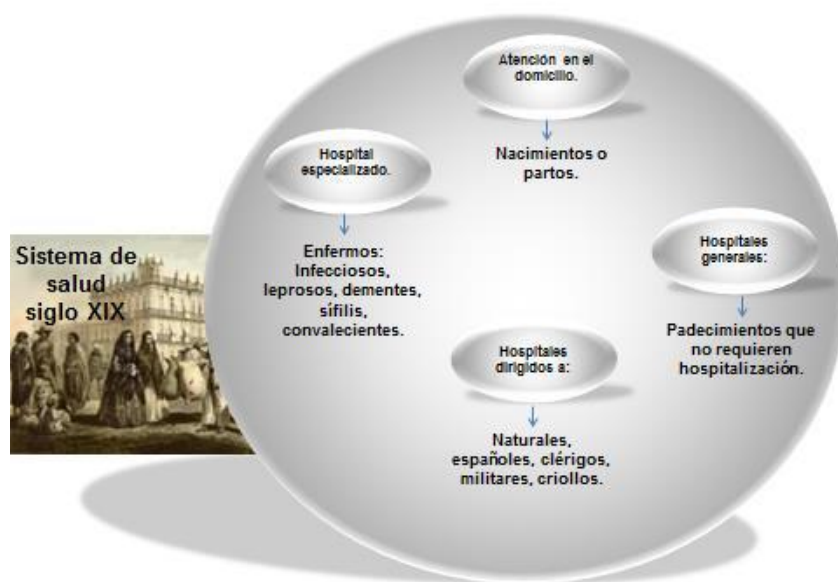 Sistema de
salud
siglo XIX
Atención en el
domicilio.
Nacimientos o
partos.
Hospital
especializado.
Enfermos:
Infecciosos,
leprosos, dementes,
sífilis,
convalecientes.
Hospitales
generales:
Padecimientos que
no requieren
hospitalización.
Hospitales
dirigidos a:
Naturales,
españoles, clérigos,
militares, criollos.